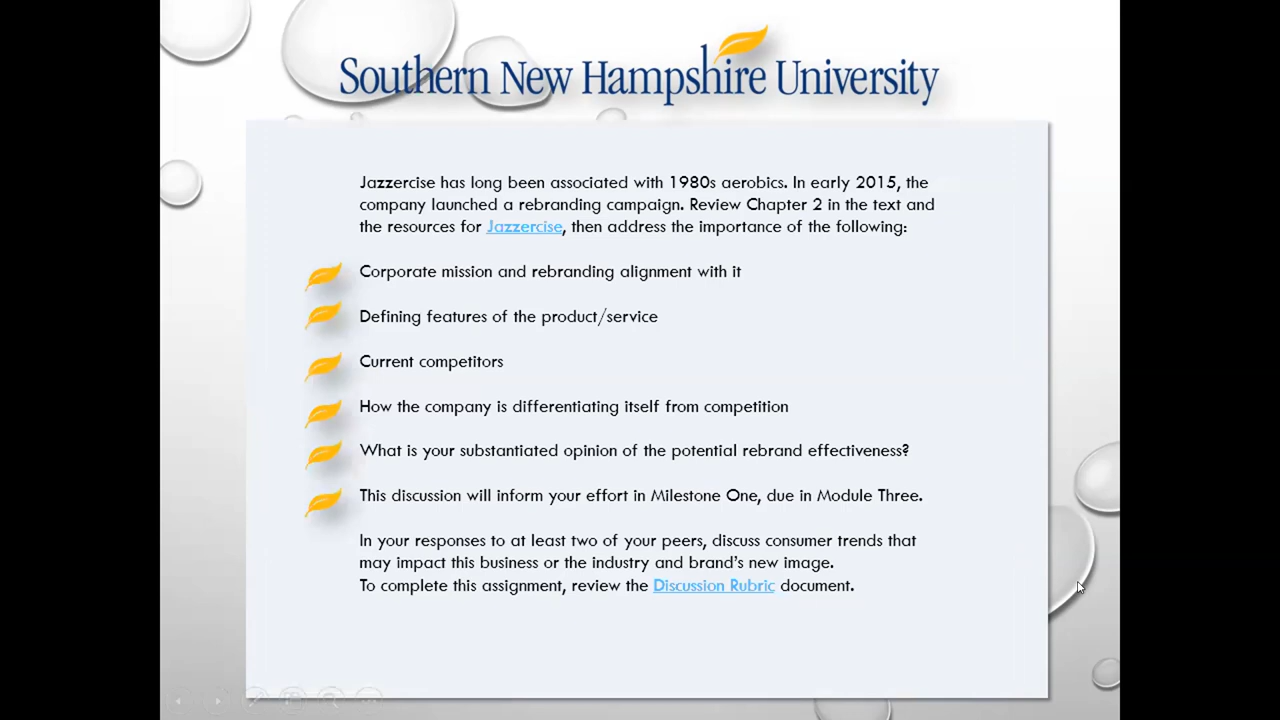 Southern New Hampshire University
Jazzercise has long been associated with 1980s aerobics. In early 2015, the
company launched a rebranding campaign. Review Chapter 2 in the text and
the resources for Jazzercise, then address the importance of the following:
Corporate mission and rebranding alignment with it
Defining features of the product/service
Current competitors
How the company is differentiating itself from competition
What is your substantiated opinion of the potential rebrand effectiveness?
This discussion will inform your effort in Milestone One, due in Module Three.
In your responses to at least two of your peers, discuss consumer trends that
may impact this business or the industry and brand’s new image.
To complete this assignment, review the Discussion Rubric document.